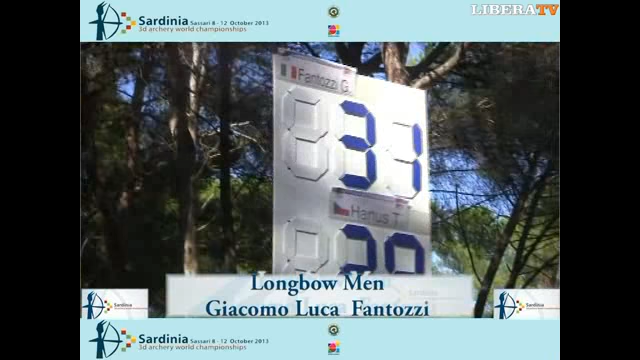 Sardinia Sassari 8 - 12 October 2013
3d archery world championships
LIBERATV
Fantozzi G.
31
Hanus T.
Longbow Men
Giacomo Luca Fantozzi
Sardinia
Sardinia
Sardinia Sassari 8 - 12 October 2013
3d archery world championships